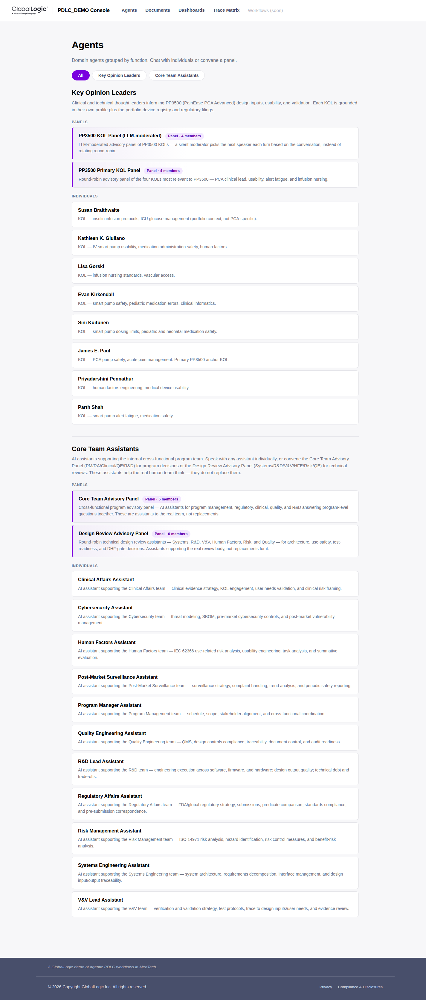 GlobalLogic
A Hitachi Group Company
PDLC_DEMO Console
Agents
Documents
Dashboards
Trace Matrix
Workflows (soon)
Agents
Domain agents grouped by function. Chat with individuals or convene a panel.
All
Key Opinion Leaders
Core Team Assistants
Key Opinion Leaders
Clinical and technical thought leaders informing PP3500 (PainEase PCA Advanced) design inputs, usability, and validation. Each KOL is grounded
in their own profile plus the portfolio device registry and regulatory filings.
PANELS
PP3500 KOL Panel (LLM-moderated)
Panel · 4 members
LLM-moderated advisory panel of PP3500 KOLs — a silent moderator picks the next speaker each turn based on the conversation, instead of
rotating round-robin.
PP3500 Primary KOL Panel
Panel · 4 members
Round-robin advisory panel of the four KOLs most relevant to PP3500 — PCA clinical lead, usability, alert fatigue, and infusion nursing.
INDIVIDUALS
Susan Braithwaite
KOL — insulin infusion protocols, ICU glucose management (portfolio context, not PCA-specific).
Kathleen K. Giuliano
KOL — IV smart pump usability, medication administration safety, human factors.
Lisa Gorski
KOL — infusion nursing standards, vascular access.
Evan Kirkendall
KOL — smart pump safety, pediatric medication errors, clinical informatics.
Sini Kuitunen
KOL — smart pump dosing limits, pediatric and neonatal medication safety.
James E. Paul
KOL — PCA pump safety, acute pain management. Primary PP3500 anchor KOL.
Priyadarshini Pennathur
KOL — human factors engineering, medical device usability.
Parth Shah
KOL — smart pump alert fatigue, medication safety.
Core Team Assistants
AI assistants supporting the internal cross-functional program team. Speak with any assistant individually, or convene the Core Team Advisory
Panel (PM/RA/Clinical/QE/R&D) for program decisions or the Design Review Advisory Panel (Systems/R&D/V&V/HFE/Risk/QE) for technical
reviews. These assistants help the real human team think — they do not replace them.
PANELS
Core Team Advisory Panel
Panel · 5 members
Cross-functional program advisory panel — AI assistants for program management, regulatory, clinical, quality, and R&D answering program-level
questions together. These are assistants to the real team, not replacements.
Design Review Advisory Panel
Panel · 6 members
Round-robin technical design review assistants — Systems, R&D, V&V, Human Factors, Risk, and Quality — for architecture, use-safety, test-
readiness, and DHF-gate decisions. Assistants supporting the real review body, not replacements for it.
INDIVIDUALS
Clinical Affairs Assistant
AI assistant supporting the Clinical Affairs team — clinical evidence strategy, KOL engagement, user needs validation, and clinical risk framing.
Cybersecurity Assistant
AI assistant supporting the Cybersecurity team — threat modeling, SBOM, pre-market cybersecurity controls, and post-market vulnerability
management.
Human Factors Assistant
AI assistant supporting the Human Factors team — IEC 62366 use-related risk analysis, usability engineering, task analysis, and summative
evaluation.
Post-Market Surveillance Assistant
AI assistant supporting the Post-Market Surveillance team — surveillance strategy, complaint handling, trend analysis, and periodic safety reporting.
Program Manager Assistant
AI assistant supporting the Program Management team — schedule, scope, stakeholder alignment, and cross-functional coordination.
Quality Engineering Assistant
AI assistant supporting the Quality Engineering team — QMS, design controls compliance, traceability, document control, and audit readiness.
R&D Lead Assistant
AI assistant supporting the R&D team — engineering execution across software, firmware, and hardware; design output quality; technical debt and
trade-offs.
Regulatory Affairs Assistant
AI assistant supporting the Regulatory Affairs team — FDA/global regulatory strategy, submissions, predicate comparison, standards compliance,
and pre-submission correspondence.
Risk Management Assistant
AI assistant supporting the Risk Management team — ISO 14971 risk analysis, hazard identification, risk control measures, and benefit-risk
analysis.
Systems Engineering Assistant
AI assistant supporting the Systems Engineering team — system architecture, requirements decomposition, interface management, and design
input/output traceability.
V&V Lead Assistant
AI assistant supporting the V&V team — verification and validation strategy, test protocols, trace to design inputs/user needs, and evidence review.
A GlobalLogic demo of agentic PDLC workflows in MedTech.
© 2026 Copyright GlobalLogic Inc. All rights reserved.
Privacy
Compliance & Disclosures